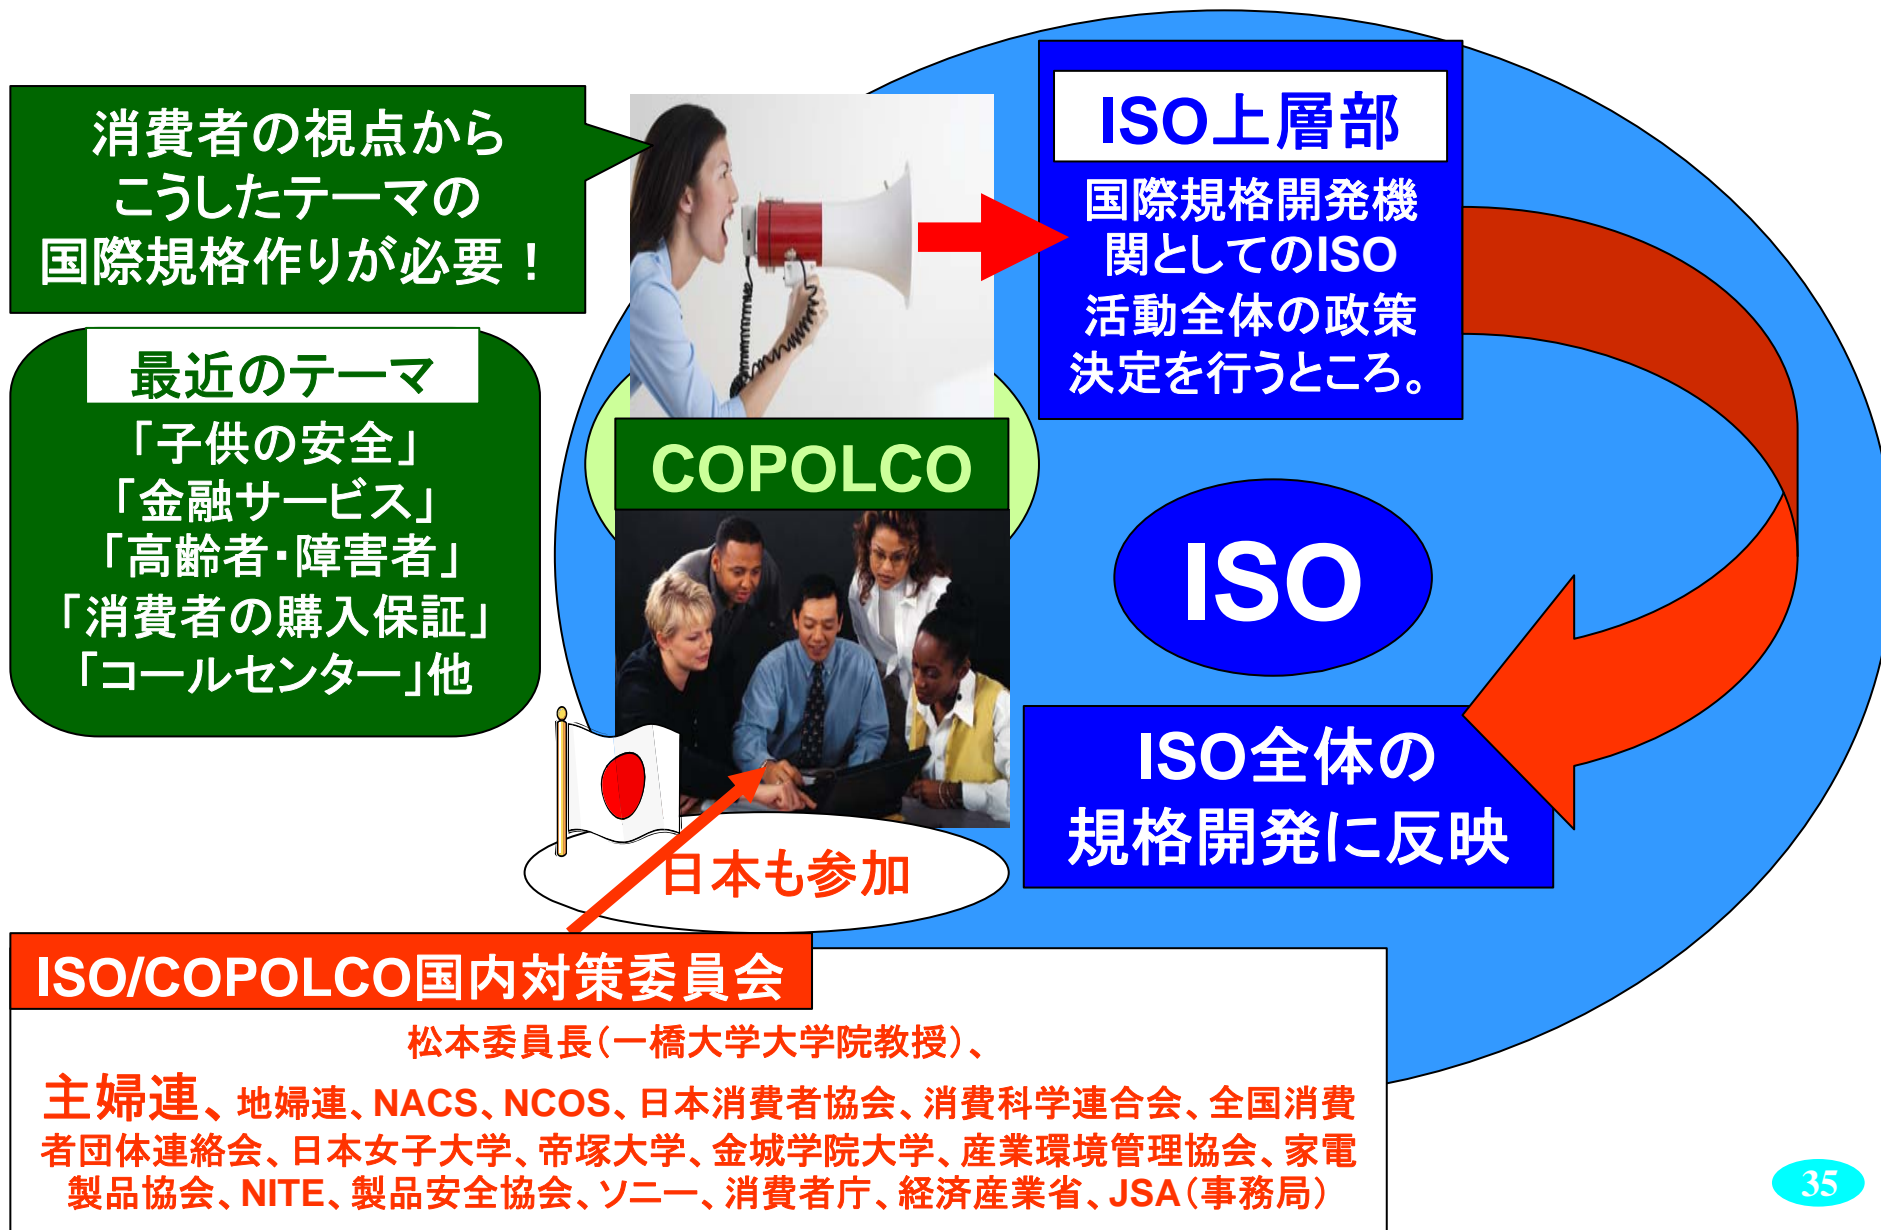 消費者の視点から
こうしたテーマの
国際規格作りが必要！
最近のテーマ
「子供の安全」
「金融サービス」
「高齢者・障害者」
「消費者の購入保証」
「コールセンター」他
COPOLCO
ISO上層部
国際規格開発機
関としてのISO
活動全体の政策
決定を行うところ。
ISO
ISO全体の
規格開発に反映
日本も参加
ISO/COPOLCO国内対策委員会
松本委員長（一橋大学大学院教授）、
主婦連、地婦連、NACS、NCOS、日本消費者協会、消費科学連合会、全国消費
者団体連絡会、日本女子大学、帝塚大学、金城学院大学、産業環境管理協会、家電
製品協会、NITE、製品安全協会、ソニー、消費者庁、経済産業省、JSA（事務局）
35